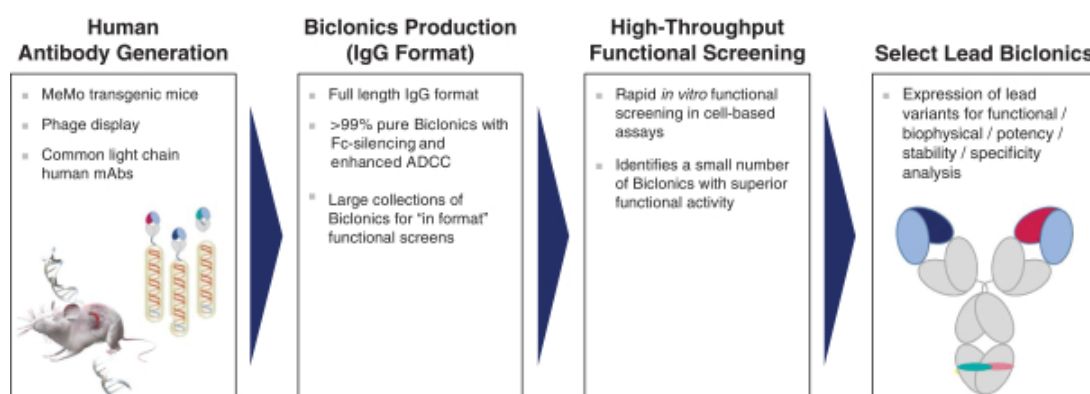 Human
Antibody Generation
MeMo transgenic mice
Phage display
Common light chain
human mAbs
Biclonics Production
(IgG Format)
Full length IgG format
>99% pure Biclonics with
Fc-silencing and
enhanced ADCC
Large collections of
Biclonics for “in format”
functional screens
High-Throughput
Functional Screening
Rapid in vitro functional
screening in cell-based
assays
Identifies a small number
of Biclonics with superior
functional activity
Select Lead Biclonics
Expression of lead
variants for functional /
biophysical / potency /
stability / specificity
analysis